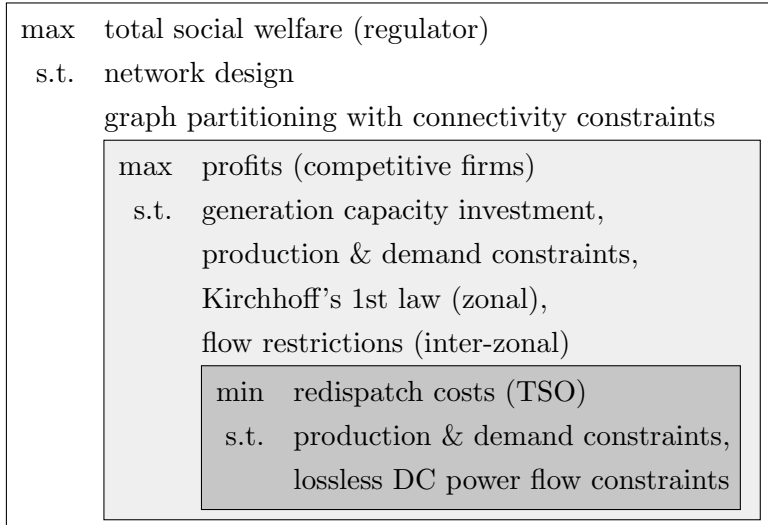 max total social welfare (regulator)
s.t. network design
graph partitioning with connectivity constraints
max profits (competitive firms)
s.t. generation capacity investment,
production & demand constraints,
Kirchhoff's 1st law (zonal),
flow restrictions (inter-zonal)
min redispatch costs (TSO)
s.t. production & demand constraints,
lossless DC power flow constraints